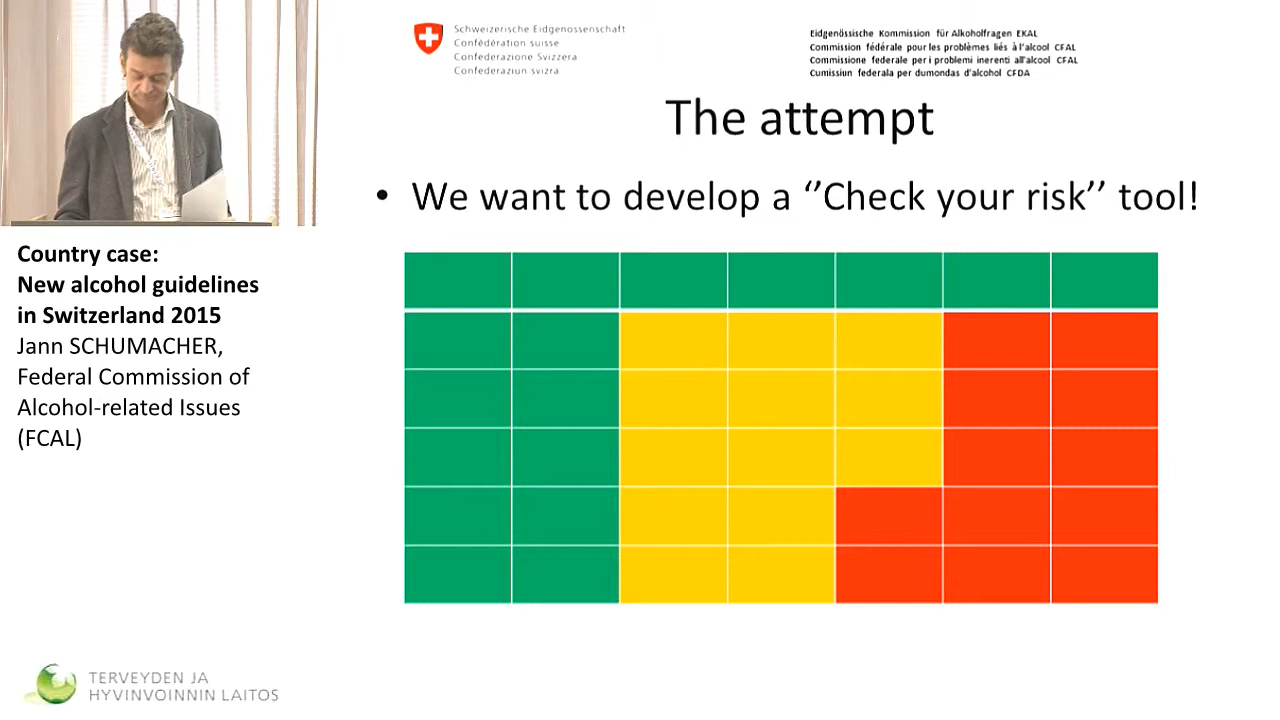 Schweizerische Eidgenossenschaft
Confédération suisse
Confederazione Svizzera
Confederaziun svizra
Eidgenössische Kommission für Alkoholfragen EKAL
Commission fédérale pour les problèmes liés à l'alcool CFAL
Commissione federale per i problemi inerenti all'alcool CFAL
Cumissiun federala per dumondas d'alcohol CFDA
The attempt
• We want to develop a ‘’Check your risk’’ tool!
Country case:
New alcohol guidelines
in Switzerland 2015
Jann SCHUMACHER,
Federal Commission of
Alcohol-related Issues
(FCAL)
TERVEYDEN JA
HYVINVOINNIN LAITOS